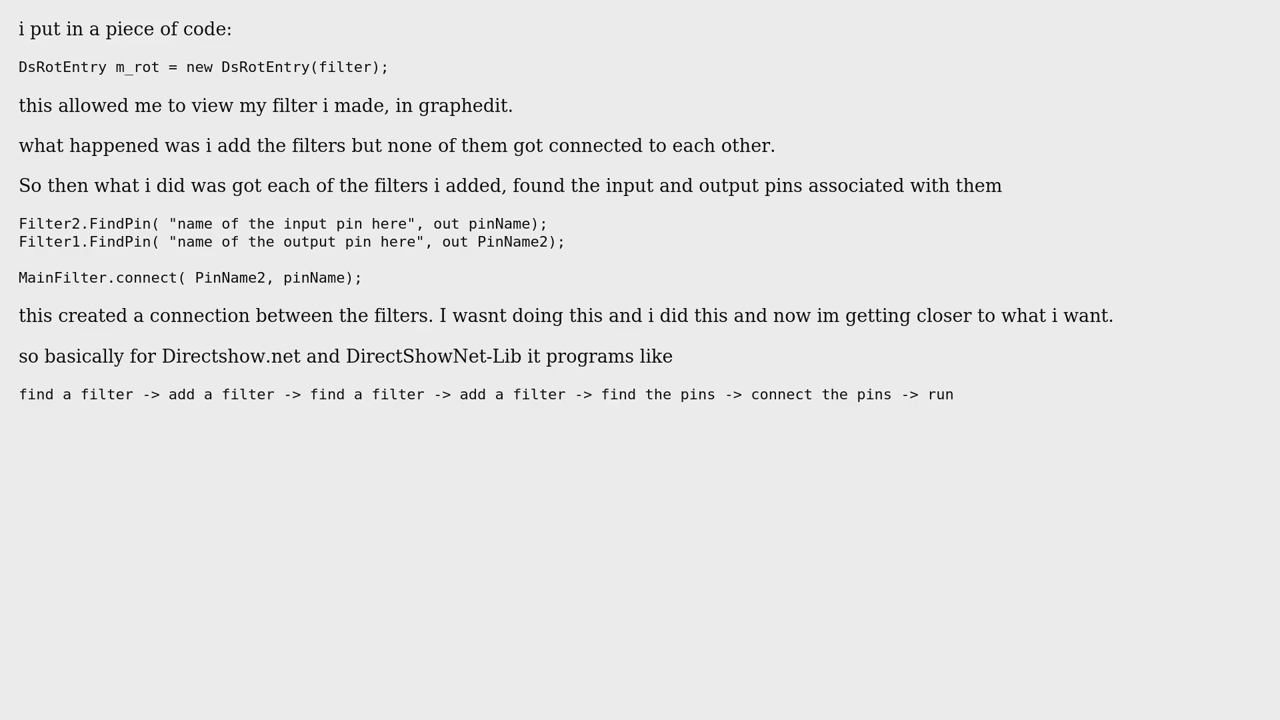 i put in a piece of code:
DsRotEntry m_rot = new DsRotEntry(filter);
this allowed me to view my filter i made, in graphedit.
what happened was i add the filters but none of them got connected to each other.
So then what i did was got each of the filters i added, found the input and output pins associated with them
Filter2.FindPin( "name of the input pin here", out pinName);
Filter1.FindPin( "name of the output pin here", out PinName2);
MainFilter.connect( PinName2, pinName);
this created a connection between the filters. I wasnt doing this and i did this and now im getting closer to what i want.
so basically for Directshow.net and DirectShowNet-Lib it programs like
find a filter -> add a filter -> find a filter -> add a filter -> find the pins -> connect the pins -> run